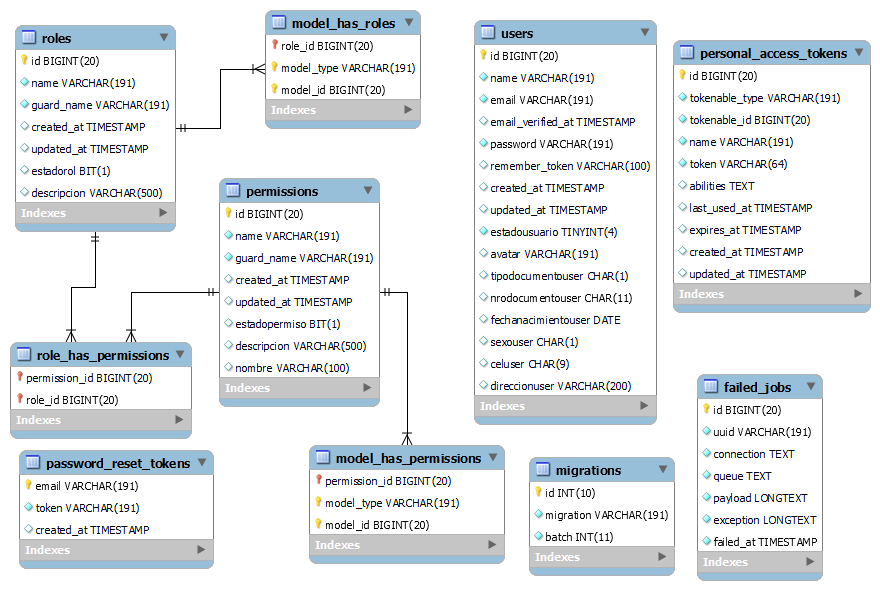 roles
id BIGINT(20)
name VARCHAR(191)
guard_name VARCHAR(191)
created_at TIMESTAMP
updated_at TIMESTAMP
estadorol BIT(1)
descripcion VARCHAR(500)
Indexes
model_has_roles
role_id BIGINT(20)
model_type VARCHAR(191)
model_id BIGINT(20)
Indexes
users
id BIGINT(20)
name VARCHAR(191)
email VARCHAR(191)
email_verified_at TIMESTAMP
password VARCHAR(191)
remember_token VARCHAR(100)
created_at TIMESTAMP
updated_at TIMESTAMP
estadousuario TINYINT(4)
avatar VARCHAR(191)
tipodocumentouser CHAR(1)
nrodocumentouser CHAR(11)
fechanacimientouser DATE
sexouser CHAR(1)
celuser CHAR(9)
direccionuser VARCHAR(200)
Indexes
personal_access_tokens
id BIGINT(20)
tokenable_type VARCHAR(191)
tokenable_id BIGINT(20)
name VARCHAR(191)
token VARCHAR(64)
abilities TEXT
last_used_at TIMESTAMP
expires_at TIMESTAMP
created_at TIMESTAMP
updated_at TIMESTAMP
Indexes
permissions
id BIGINT(20)
name VARCHAR(191)
guard_name VARCHAR(191)
created_at TIMESTAMP
updated_at TIMESTAMP
estadopermiso BIT(1)
descripcion VARCHAR(500)
nombre VARCHAR(100)
Indexes
role_has_permissions
permission_id BIGINT(20)
role_id BIGINT(20)
Indexes
password_reset_tokens
email VARCHAR(191)
token VARCHAR(191)
created_at TIMESTAMP
Indexes
model_has_permissions
permission_id BIGINT(20)
model_type VARCHAR(191)
model_id BIGINT(20)
Indexes
migrations
id INT(10)
migration VARCHAR(191)
batch INT(11)
Indexes
failed_jobs
id BIGINT(20)
uuid VARCHAR(191)
connection TEXT
queue TEXT
payload LONGTEXT
exception LONGTEXT
failed_at TIMESTAMP
Indexes